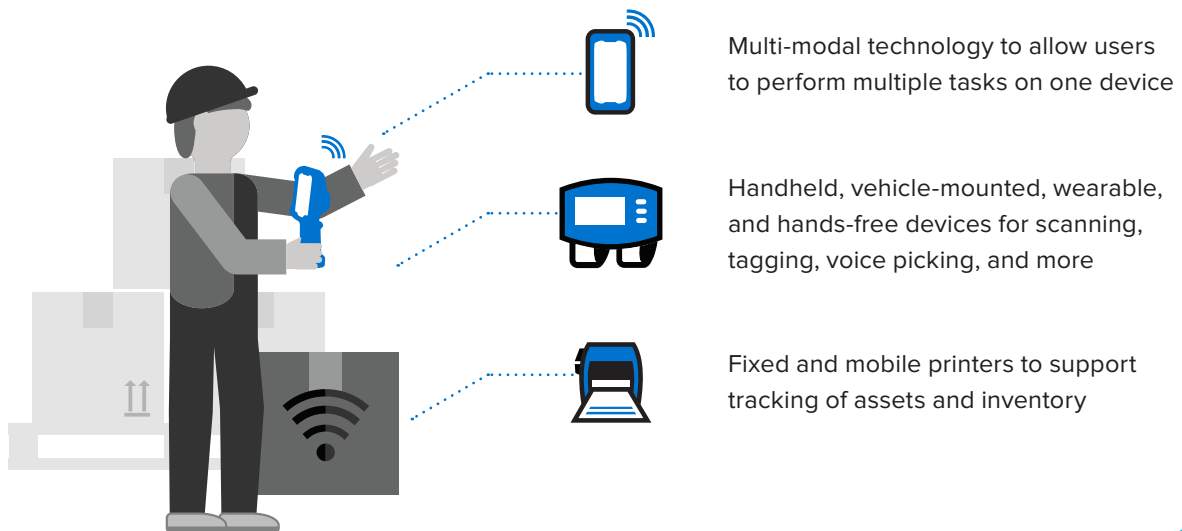 Multi-modal technology to allow users
to perform multiple tasks on one device
Handheld, vehicle-mounted, wearable,
and hands-free devices for scanning,
tagging, voice picking, and more
Fixed and mobile printers to support
tracking of assets and inventory